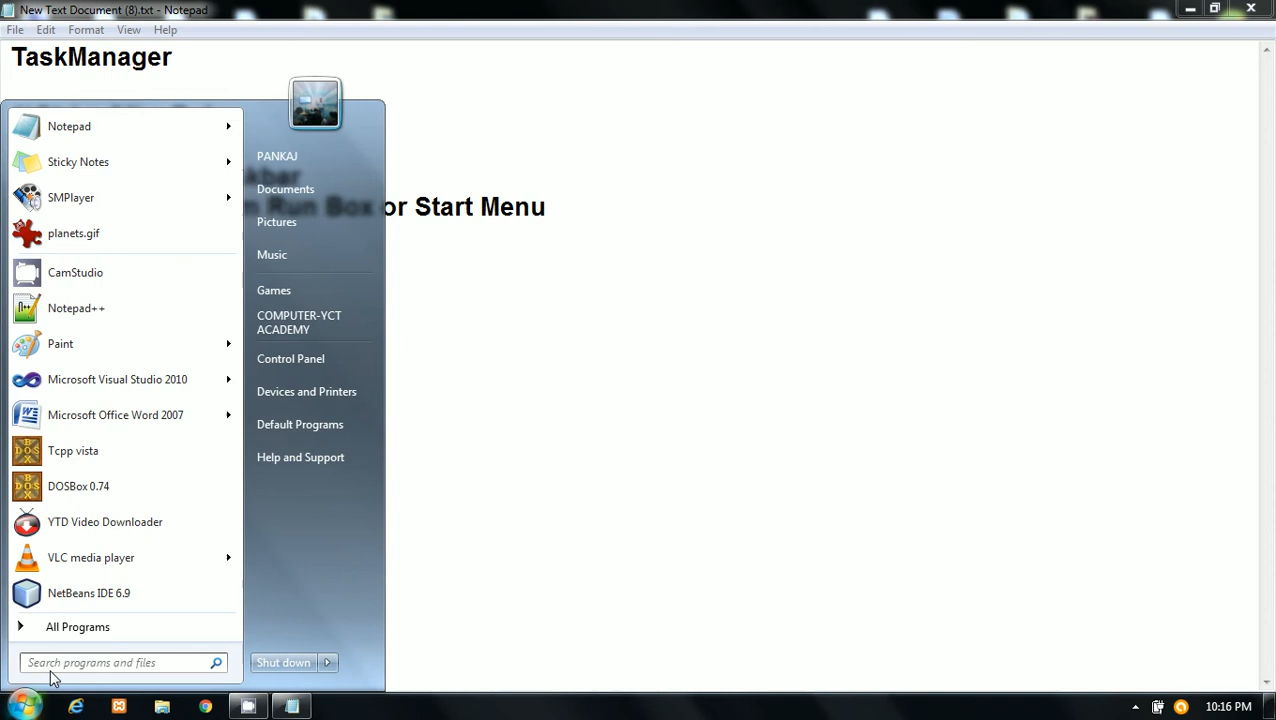 New Text Document (8).txt - Notepad
File Edit Format View Help
TaskManager
kbar
n Run Box or Start Menu
Notepad
Sticky Notes
SMPlayer
planets.gif
CamStudio
Notepad++
Paint
Microsoft Visual Studio 2010
Microsoft Office Word 2007
Tcpp vista
DOSBox 0.74
YTD Video Downloader
VLC media player
NetBeans IDE 6.9
All Programs
Search programs and files
PANKAJ
Documents
Pictures
Music
Games
COMPUTER-YCT
ACADEMY
Control Panel
Devices and Printers
Default Programs
Help and Support
Shut down
10:16 PM